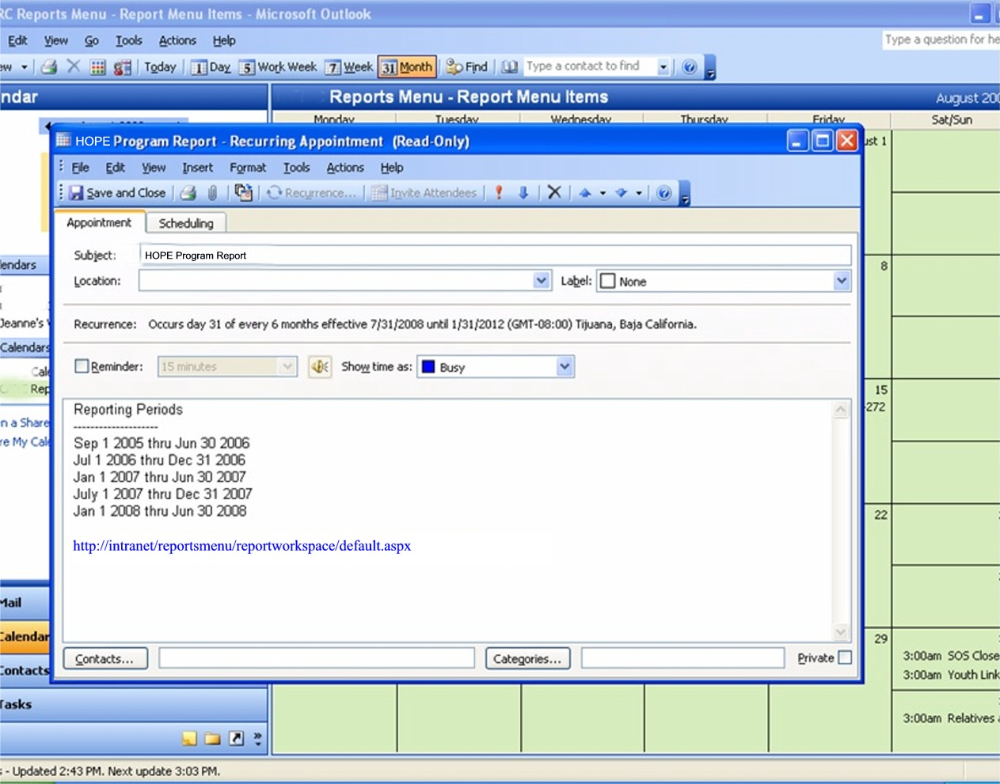 RC Reports Menu - Report Menu Items - Microsoft Outlook
Edit View Go Tools Actions Help
Type a question for he
ew Today 1 Day 5 Work Week 7 Week 31 Month Find Type a contact to find
ndar
Reports Menu - Report Menu Items
August 200
Monday Tuesday Wednesday Thursday Friday Sat/Sun
HOPE Program Report - Recurring Appointment (Read-Only)
ust 1
File Edit View Insert Format Tools Actions Help
Save and Close Recurrence... Invite Attendees
Appointment Scheduling
Subject: HOPE Program Report
lendars
8
Location: Label: None
Jeanne's
Recurrence: Occurs day 31 of every 6 months effective 7/31/2008 until 1/31/2012 (GMT-08:00) Tijuana, Baja California.
Calendars
Reminder: 15 minutes Show time as: Busy
Cale
Rep
15
-272
Reporting Periods
--------------------
n a Share
re My Cale
Sep 1 2005 thru Jun 30 2006
Jul 1 2006 thru Dec 31 2006
Jan 1 2007 thru Jun 30 2007
July 1 2007 thru Dec 31 2007
Jan 1 2008 thru Jun 30 2008
22
http://intranet/reportsmenu/reportworkspace/default.aspx
Mail
Calendar
29
Contacts... Categories... Private
3:00am SOS Close
Contacts
3:00am Youth Link
Tasks
3:00am Relatives a
s - Updated 2:43 PM. Next update 3:03 PM.